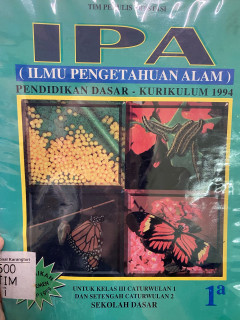 IPA
( ILMU PENGETAHUAN ALAM )
PENDIDIKAN DASAR - KURIKULUM 1994
500
TIM
i
UNTUK KELAS III CATURWULAN 1
DAN SETENGAH CATURWULAN 2
SEKOLAH DASAR
1a